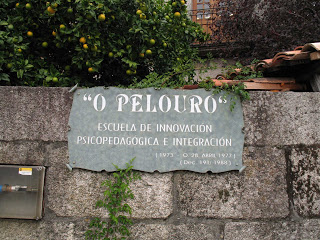 "O PELOURO"
ESCUELA DE INNOVACIÓN
PSICOPEDAGÓGICA E INTEGRACIÓN